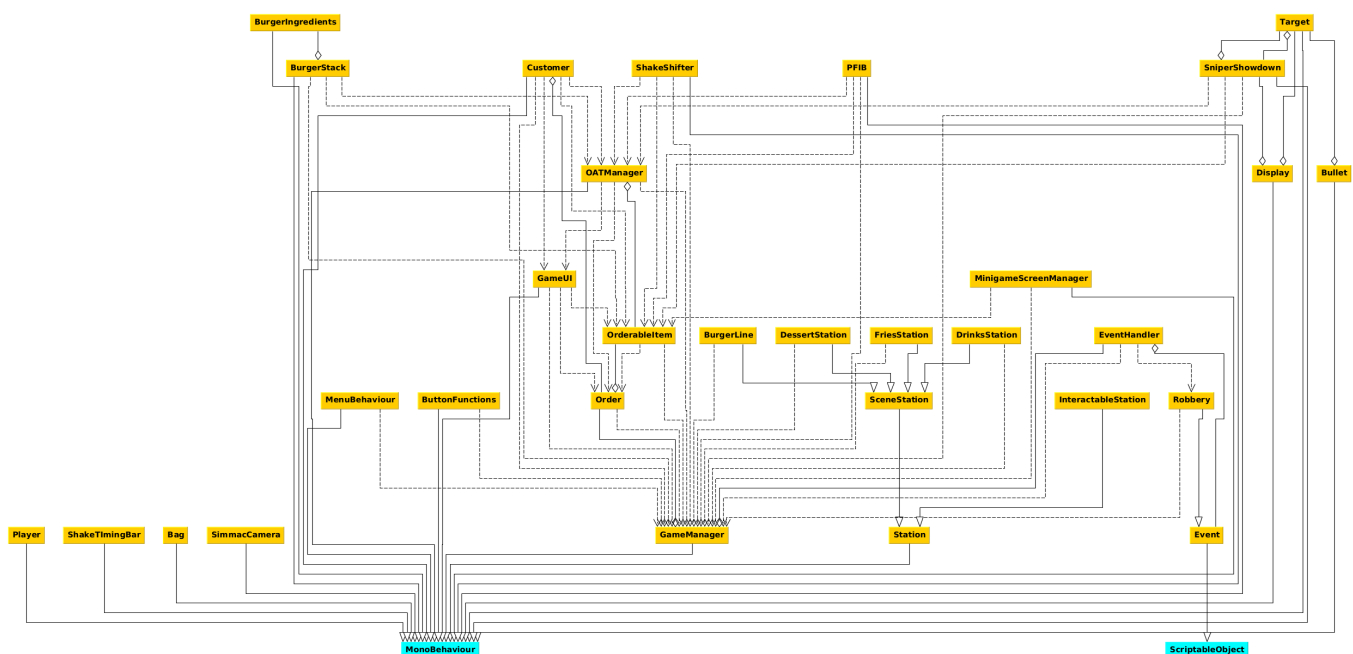 BurgerIngredients
Target
BurgerStack
Customer
ShakeShifter
PFIB
SniperShowdown
OATManager
Display
Bullet
GameUI
MinigameScreenManager
OrderableItem
BurgerLine
DessertStation
FriesStation
DrinksStation
EventHandler
MenuBehaviour
ButtonFunctions
Order
SceneStation
InteractableStation
Robbery
Player
ShakeTImingBar
Bag
SimmacCamera
GameManager
Station
Event
MonoBehaviour
ScriptableObject